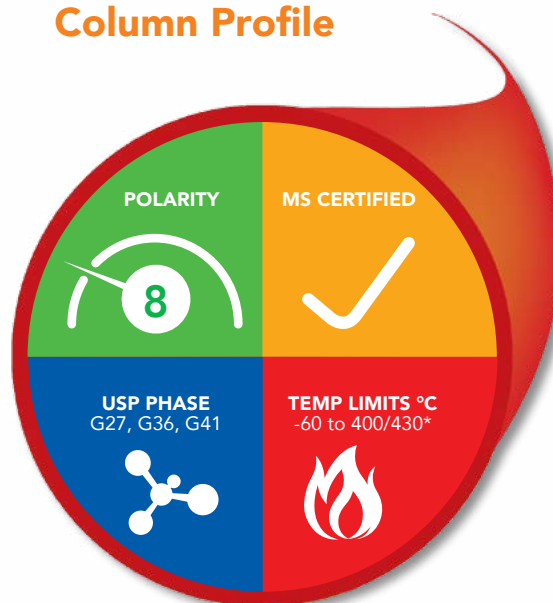 Column Profile
POLARITY
8
MS CERTIFIED
USP PHASE
G27, G36, G41
TEMP LIMITS °C
-60 to 400/430*